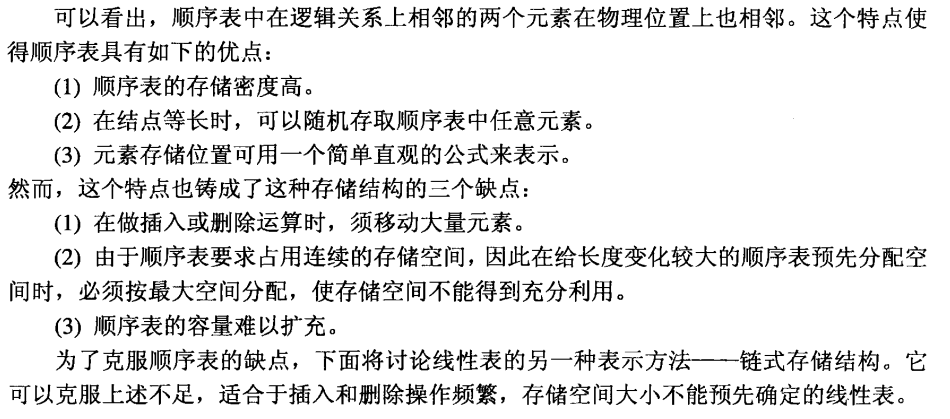 可以看出，顺序表中在逻辑关系上相邻的两个元素在物理位置上也相邻。这个特点使
得顺序表具有如下的优点：
(1) 顺序表的存储密度高。
(2) 在结点等长时，可以随机存取顺序表中任意元素。
(3) 元素存储位置可用一个简单直观的公式来表示。
然而，这个特点也铸成了这种存储结构的三个缺点：
(1) 在做插入或删除运算时，须移动大量元素。
(2) 由于顺序表要求占用连续的存储空间，因此在给长度变化较大的顺序表预先分配空
间时，必须按最大空间分配，使存储空间不能得到充分利用。
(3) 顺序表的容量难以扩充。
为了克服顺序表的缺点，下面将讨论线性表的另一种表示方法——链式存储结构。它
可以克服上述不足，适合于插入和删除操作频繁，存储空间大小不能预先确定的线性表。